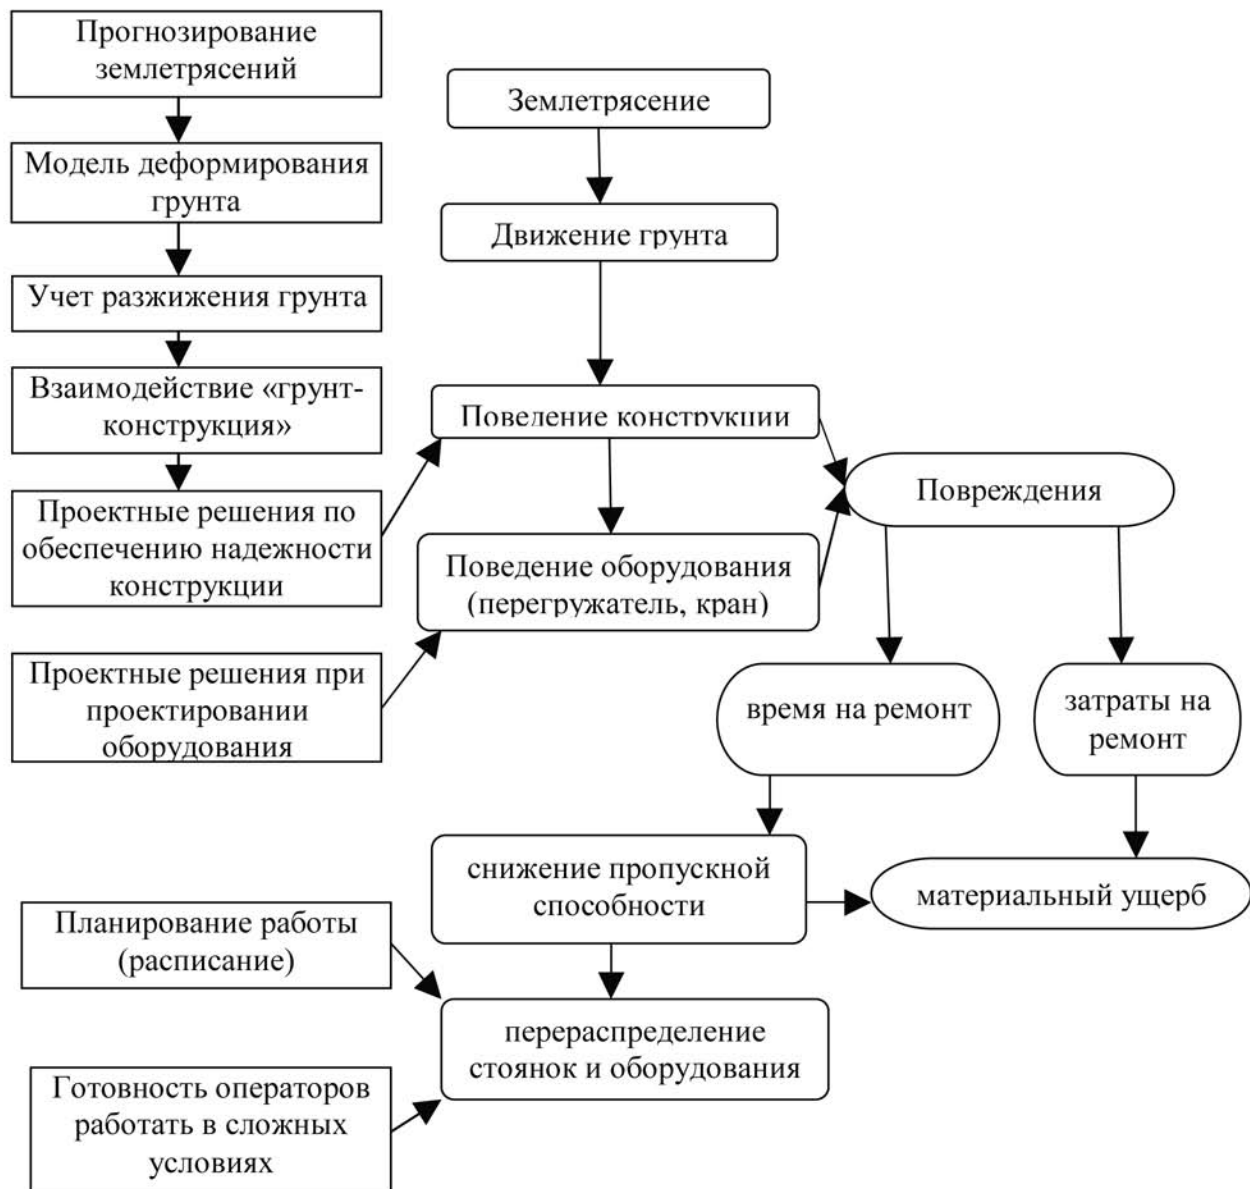 Прогнозирование
землетрясений
Землетрясение
Модель деформирования
грунта
Движение грунта
Учет разжижения грунта
Взаимодействие «грунт-
конструкция»
Поведение конструкции
Повреждения
Проектные решения по
обеспечению надежности
конструкции
Поведение оборудования
(перегружатель, кран)
Проектные решения при
проектировании
оборудования
время на ремонт
затраты на
ремонт
снижение пропускной
способности
материальный ущерб
Планирование работы
(расписание)
перераспределение
стоянок и оборудования
Готовность операторов
работать в сложных
условиях